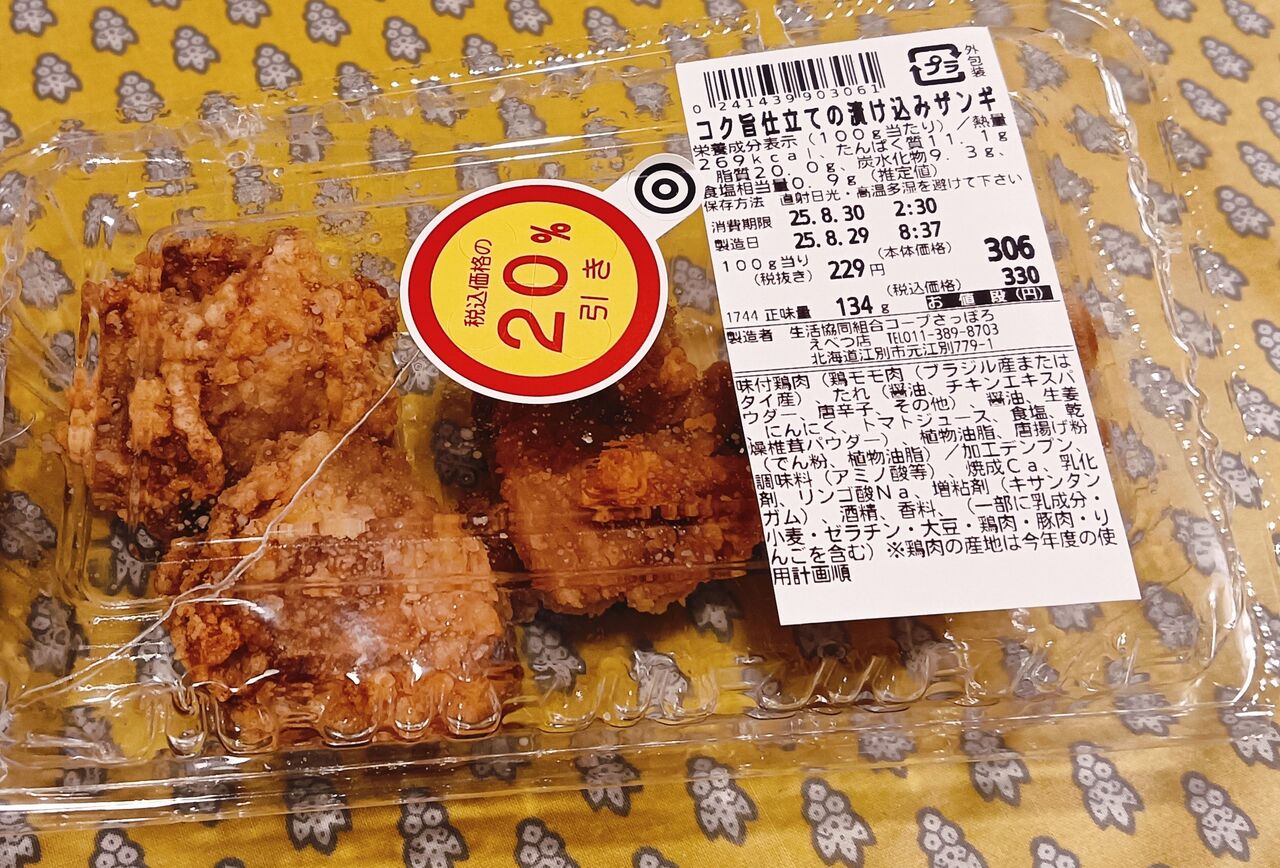 0 241439 903061
プラ
外包装
コク旨仕立ての漬け込みザンギ
栄養成分表示(100g当たり)/熱量
269kcal、たんぱく質11.1g
脂質20.0g、炭水化物9.3g、
食塩相当量0.9g(推定値)
保存方法 直射日光・高温多湿を避けて下さい
消費期限 25.8.30 2:30
製造日 25.8.29 8:37
100g当り (本体価格) 306
(税抜き) 229円 (税込価格) 330
1744 正味量 134g お値段(円)
製造者 生活協同組合コープさっぽろ
えべつ店 TEL011-389-8703
北海道江別市元江別779-1
味付鶏肉(鶏モモ肉(ブラジル産または
タイ産)、たれ(醤油、チキンエキスパ
ウダー、唐辛子、その他)、醤油、生姜
、にんにく、トマトジュース、食塩、乾
燥椎茸パウダー)、植物油脂、唐揚げ粉
(でん粉、植物油脂)/加工デンプン、
調味料(アミノ酸等)、焼成Ca、乳化
剤、リンゴ酸Na、増粘剤(キサンタン
ガム)、酒精、香料、(一部に乳成分・
小麦・ゼラチン・大豆・鶏肉・豚肉・り
んごを含む)※鶏肉の産地は今年度の使
用計画順
税込価格の
20%
引き